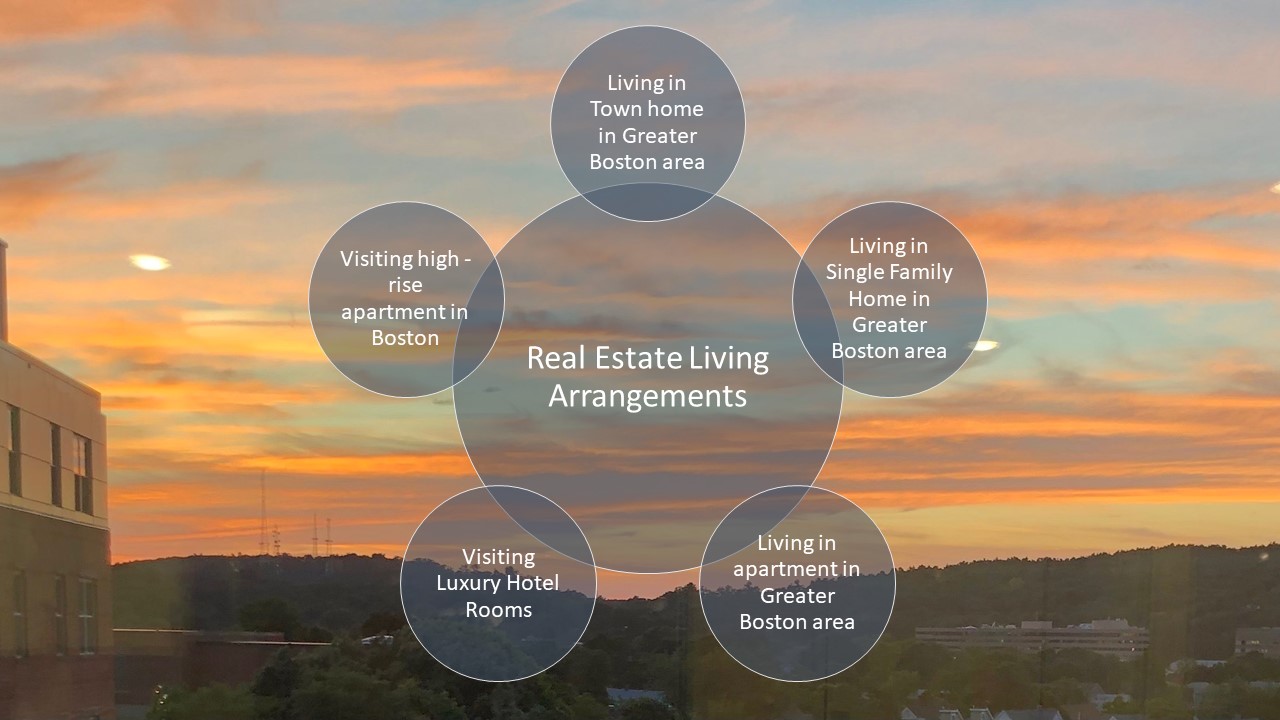 Living in
Town home
in Greater
Boston area
Visiting high -
rise
apartment in
Boston
Living in
Single Family
Home in
Greater
Boston area
Real Estate Living
Arrangements
Visiting
Luxury Hotel
Rooms
Living in
apartment in
Greater
Boston area